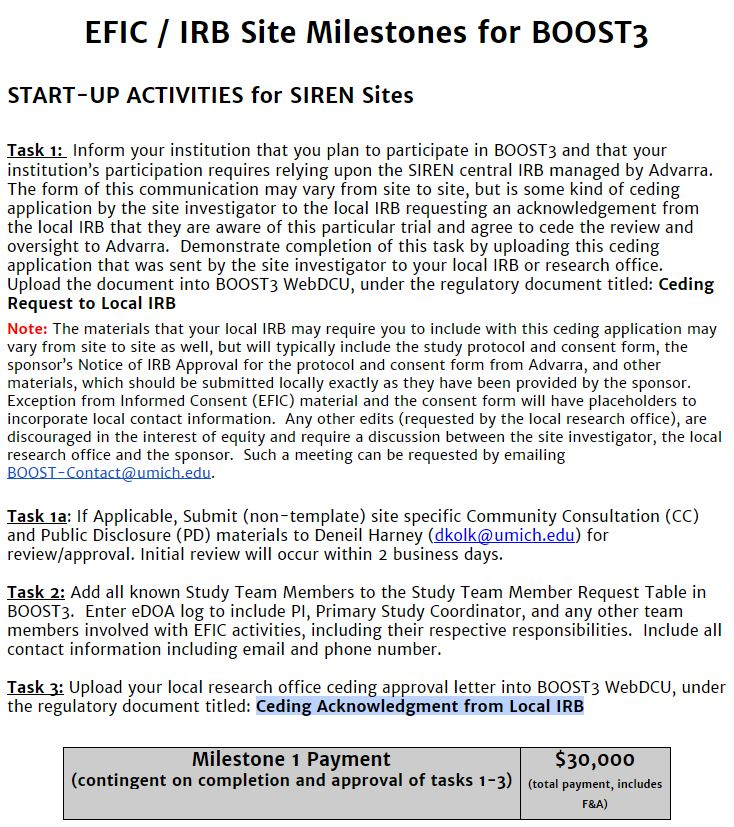 EFIC / IRB Site Milestones for BOOST3
START-UP ACTIVITIES for SIREN Sites
Task 1:  Inform your institution that you plan to participate in BOOST3 and that your
institution's participation requires relying upon the SIREN central IRB managed by Advarra.
The form of this communication may vary from site to site, but is some kind of ceding
application by the site investigator to the local IRB requesting an acknowledgement from
the local IRB that they are aware of this particular trial and agree to cede the review and
oversight to Advarra.  Demonstrate completion of this task by uploading this ceding
application that was sent by the site investigator to your local IRB or research office.
Upload the document into BOOST3 WebDCU, under the regulatory document titled: Ceding
Request to Local IRB
Note: The materials that your local IRB may require you to include with this ceding application may
vary from site to site as well, but will typically include the study protocol and consent form, the
sponsor's Notice of IRB Approval for the protocol and consent form from Advarra, and other
materials, which should be submitted locally exactly as they have been provided by the sponsor.
Exception from Informed Consent (EFIC) material and the consent form will have placeholders to
incorporate local contact information.  Any other edits (requested by the local research office), are
discouraged in the interest of equity and require a discussion between the site investigator, the local
research office and the sponsor.  Such a meeting can be requested by emailing
BOOST-Contact@umich.edu.
Task 1a: If Applicable, Submit (non-template) site specific Community Consultation (CC)
and Public Disclosure (PD) materials to Deneil Harney (dkolk@umich.edu) for
review/approval. Initial review will occur within 2 business days.
Task 2: Add all known Study Team Members to the Study Team Member Request Table in
BOOST3.  Enter eDOA log to include PI, Primary Study Coordinator, and any other team
members involved with EFIC activities, including their respective responsibilities.  Include all
contact information including email and phone number.
Task 3: Upload your local research office ceding approval letter into BOOST3 WebDCU, under
the regulatory document titled: Ceding Acknowledgment from Local IRB
Milestone 1 Payment
(contingent on completion and approval of tasks 1-3)
$30,000
(total payment, includes
F&A)